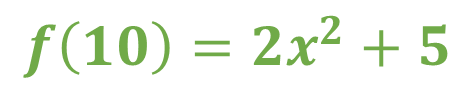 f(10) = 2x² + 5